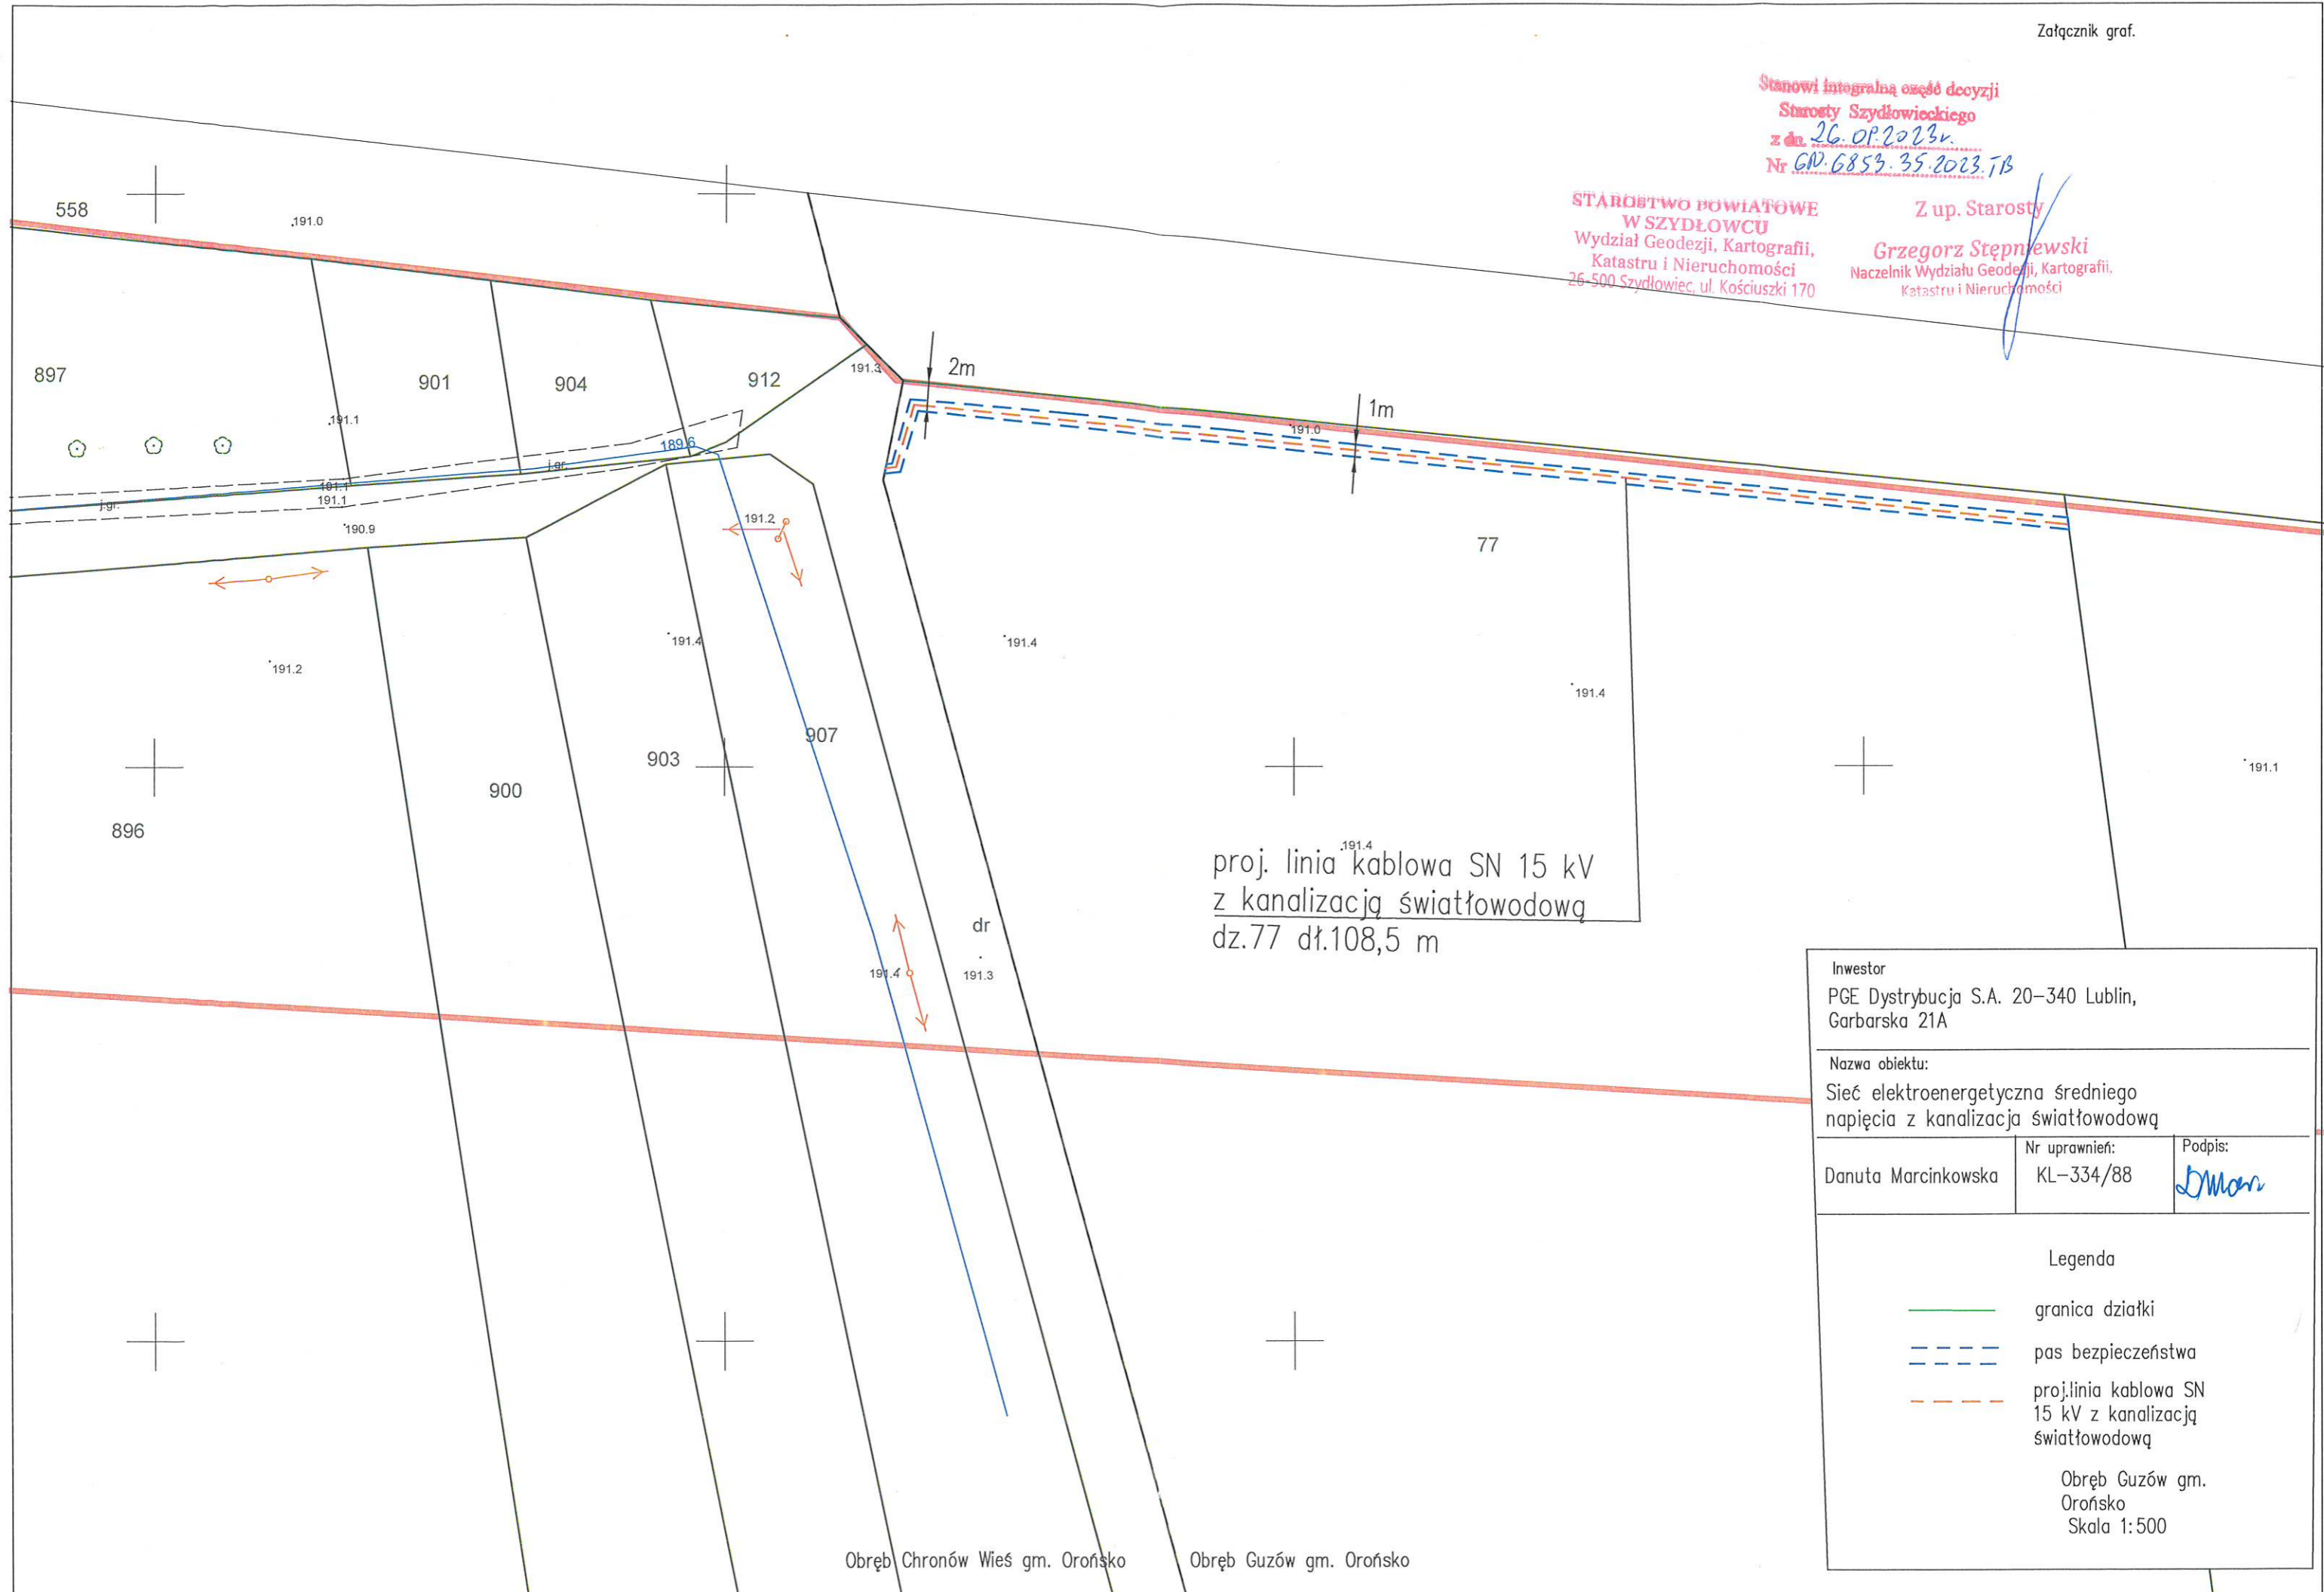 Załącznik graf.
Stanowi integralną część decyzji
Starosty Szydłowieckiego
z dn. 26.09.2023r.
Nr GN.6853.35.2023.TB
STAROSTWO POWIATOWE
W SZYDŁOWCU
Wydział Geodezji, Kartografii,
Katastru i Nieruchomości
26-500 Szydłowiec, ul. Kościuszki 170
Z up. Starosty
Grzegorz Stępniewski
Naczelnik Wydziału Geodezji, Kartografii,
Katastru i Nieruchomości
558
191.0
897
901
904
912
191.3
2m
1m
191.0
191.1
189.6
j.gr.
191.1
191.1
j.gr.
190.9
191.2
77
191.4
191.4
191.2
191.4
907
903
900
896
191.1
191.4
proj. linia kablowa SN 15 kV
z kanalizacją światłowodową
dz.77 dł.108,5 m
dr
191.4
191.3
Inwestor
PGE Dystrybucja S.A. 20-340 Lublin,
Garbarska 21A
Nazwa obiektu:
Sieć elektroenergetyczna średniego
napięcia z kanalizacja światłowodową
Danuta Marcinkowska
Nr uprawnień:
KL-334/88
Podpis:
Legenda
granica działki
pas bezpieczeństwa
proj.linia kablowa SN
15 kV z kanalizacją
światłowodową
Obręb Guzów gm.
Orońsko
Skala 1:500
Obręb Chronów Wieś gm. Orońsko
Obręb Guzów gm. Orońsko